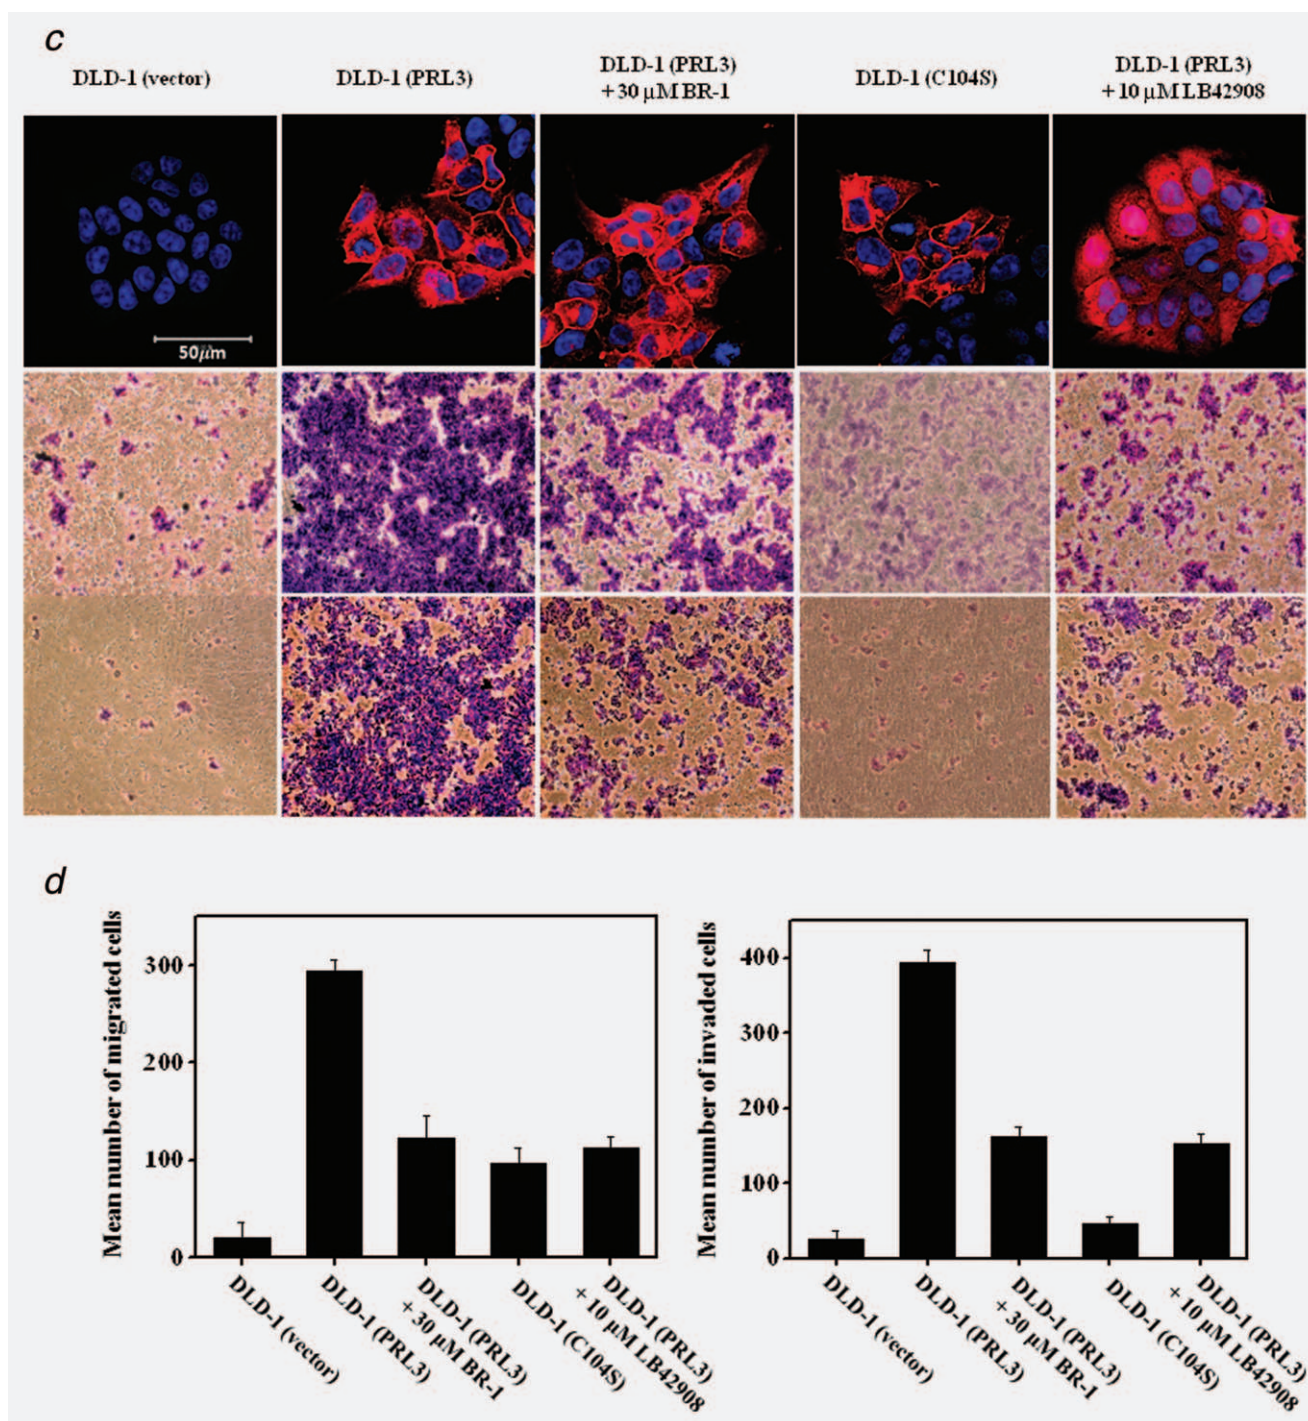 c
DLD-1 (vector)
DLD-1 (PRL3)
DLD-1 (PRL3)
+ 30 µM BR-1
DLD-1 (C104S)
DLD-1 (PRL3)
+ 10 µM LB42908
50µm
d
Mean number of migrated cells
300
200
100
0
DLD-1 (vector)
DLD-1 (PRL3)
DLD-1 (PRL3)
+ 30 µM BR-1
DLD-1 (C104S)
DLD-1 (PRL3)
+ 10 µM LB42908
Mean number of invaded cells
400
300
200
100
0
DLD-1 (vector)
DLD-1 (PRL3)
DLD-1 (PRL3)
+ 30 µM BR-1
DLD-1 (C104S)
DLD-1 (PRL3)
+ 10 µM LB42908